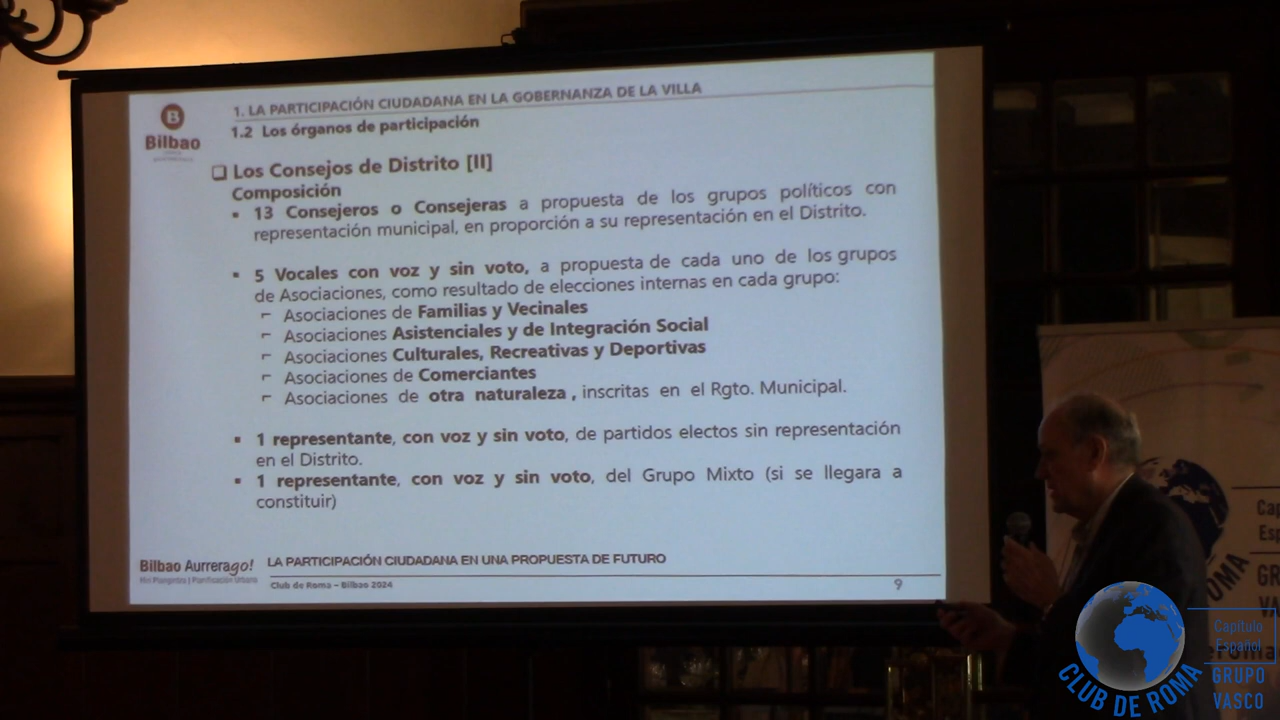 1. LA PARTICIPACIÓN CIUDADANA EN LA GOBERNANZA DE LA VILLA
1.2 Los órganos de participación
B
Bilbao
❑ Los Consejos de Distrito [II]
Composición
▪ 13 Consejeros o Consejeras a propuesta de los grupos políticos con
representación municipal, en proporción a su representación en el Distrito.
▪ 5 Vocales con voz y sin voto, a propuesta de cada uno de los grupos
de Asociaciones, como resultado de elecciones internas en cada grupo:
⌐ Asociaciones de Familias y Vecinales
⌐ Asociaciones Asistenciales y de Integración Social
⌐ Asociaciones Culturales, Recreativas y Deportivas
⌐ Asociaciones de Comerciantes
⌐ Asociaciones de otra naturaleza , inscritas en el Rgto. Municipal.
▪ 1 representante, con voz y sin voto, de partidos electos sin representación
en el Distrito.
▪ 1 representante, con voz y sin voto, del Grupo Mixto (si se llegara a
constituir)
Bilbao Aurrerago!
LA PARTICIPACIÓN CIUDADANA EN UNA PROPUESTA DE FUTURO
Club de Roma – Bilbao 2024
9
Cap
Esp
GR
VA
ROMA
CLUB DE ROMA
Capítulo
Español
GRUPO
VASCO